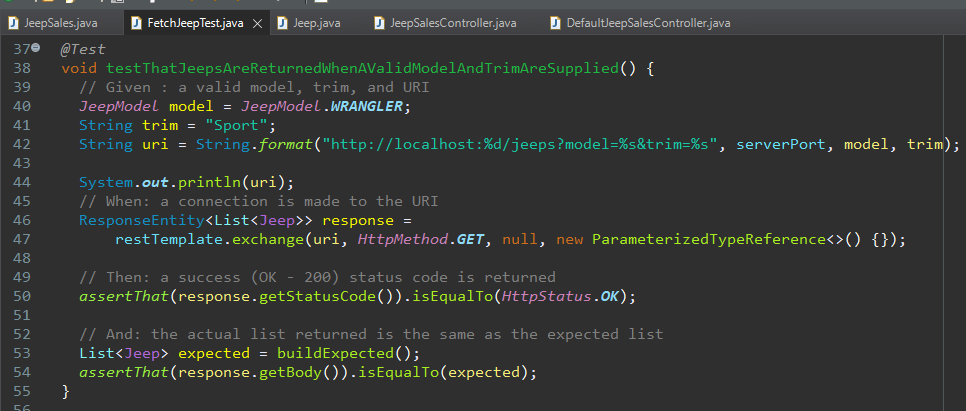 JeepSales.java FetchJeepTest.java Jeep.java JeepSalesController.java DefaultJeepSalesController.java
37 @Test
38 void testThatJeepsAreReturnedWhenAValidModelAndTrimAreSupplied() {
39 // Given : a valid model, trim, and URI
40 JeepModel model = JeepModel.WRANGLER;
41 String trim = "Sport";
42 String uri = String.format("http://localhost:%d/jeeps?model=%s&trim=%s", serverPort, model, trim);
43
44 System.out.println(uri);
45 // When: a connection is made to the URI
46 ResponseEntity<List<Jeep>> response =
47 restTemplate.exchange(uri, HttpMethod.GET, null, new ParameterizedTypeReference<>() {});
48
49 // Then: a success (OK - 200) status code is returned
50 assertThat(response.getStatusCode()).isEqualTo(HttpStatus.OK);
51
52 // And: the actual list returned is the same as the expected list
53 List<Jeep> expected = buildExpected();
54 assertThat(response.getBody()).isEqualTo(expected);
55 }
56